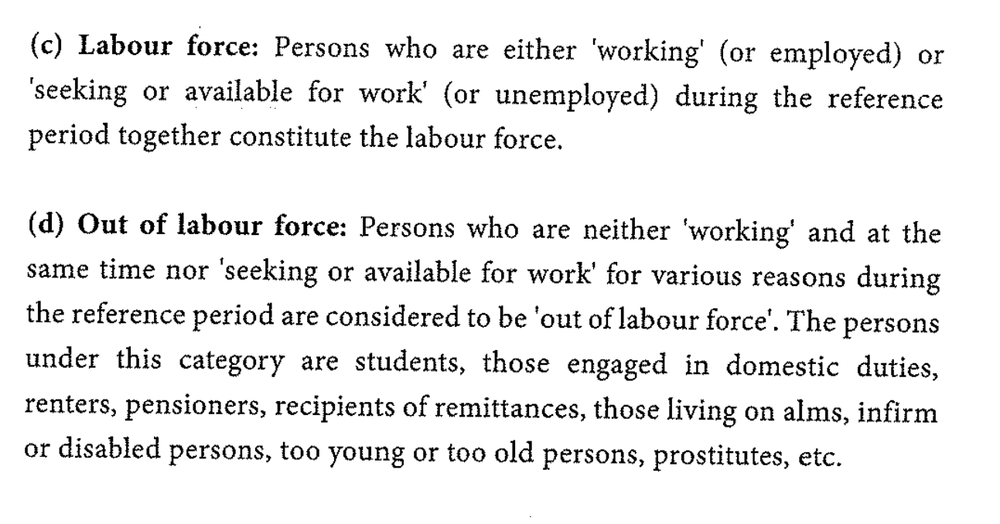 (c) Labour force: Persons who are either 'working' (or employed) or
'seeking or available for work' (or unemployed) during the reference
period together constitute the labour force.
(d) Out of labour force: Persons who are neither 'working' and at the
same time nor 'seeking or available for work' for various reasons during
the reference period are considered to be 'out of labour force'. The persons
under this category are students, those engaged in domestic duties,
renters, pensioners, recipients of remittances, those living on alms, infirm
or disabled persons, too young or too old persons, prostitutes, etc.